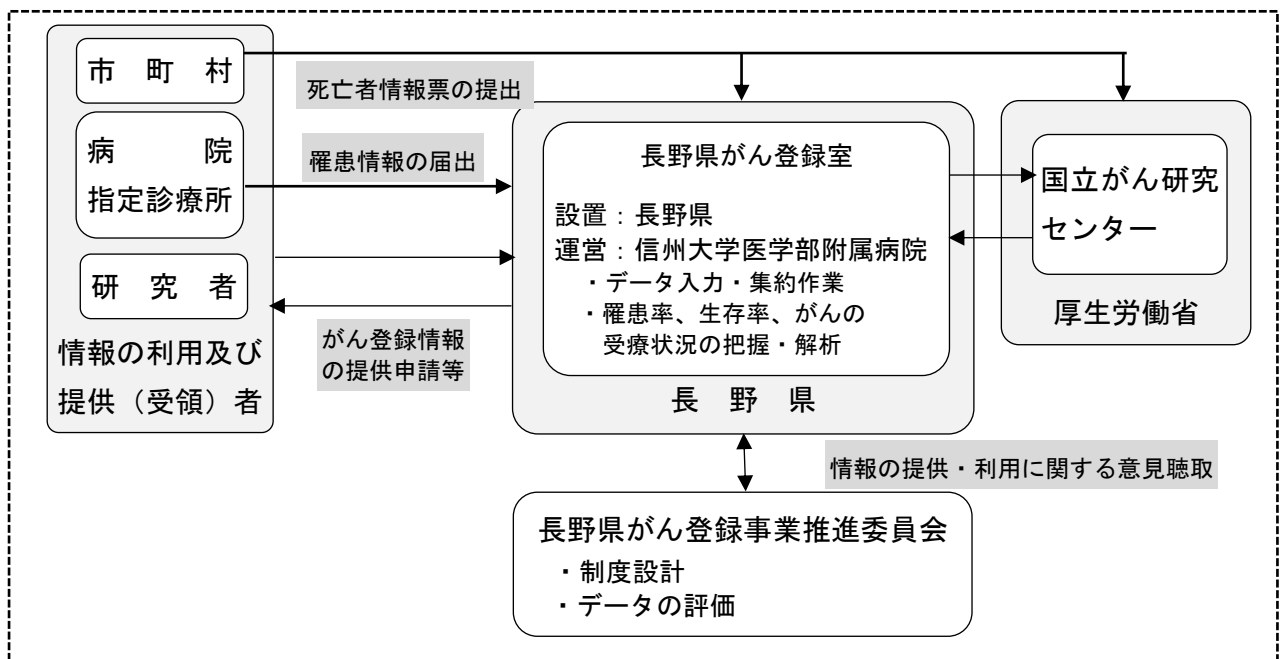 市　町　村
死亡者情報票の提出
病　　　院
指定診療所
罹患情報の届出
研　究　者
情報の利用及び
提供（受領）者
がん登録情報
の提供申請等
長野県がん登録室
設置：長野県
運営：信州大学医学部附属病院
・データ入力・集約作業
・罹患率、生存率、がんの
受療状況の把握・解析
長　野　県
国立がん研究
センター
厚生労働省
情報の提供・利用に関する意見聴取
長野県がん登録事業推進委員会
・制度設計
・データの評価